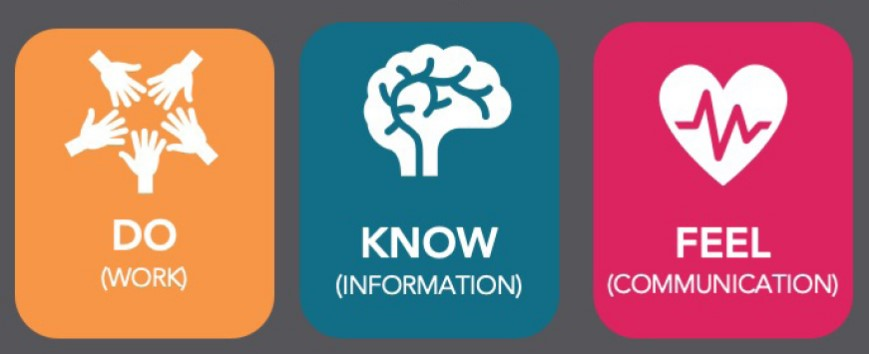 DO
(WORK)
KNOW
(INFORMATION)
FEEL
(COMMUNICATION)